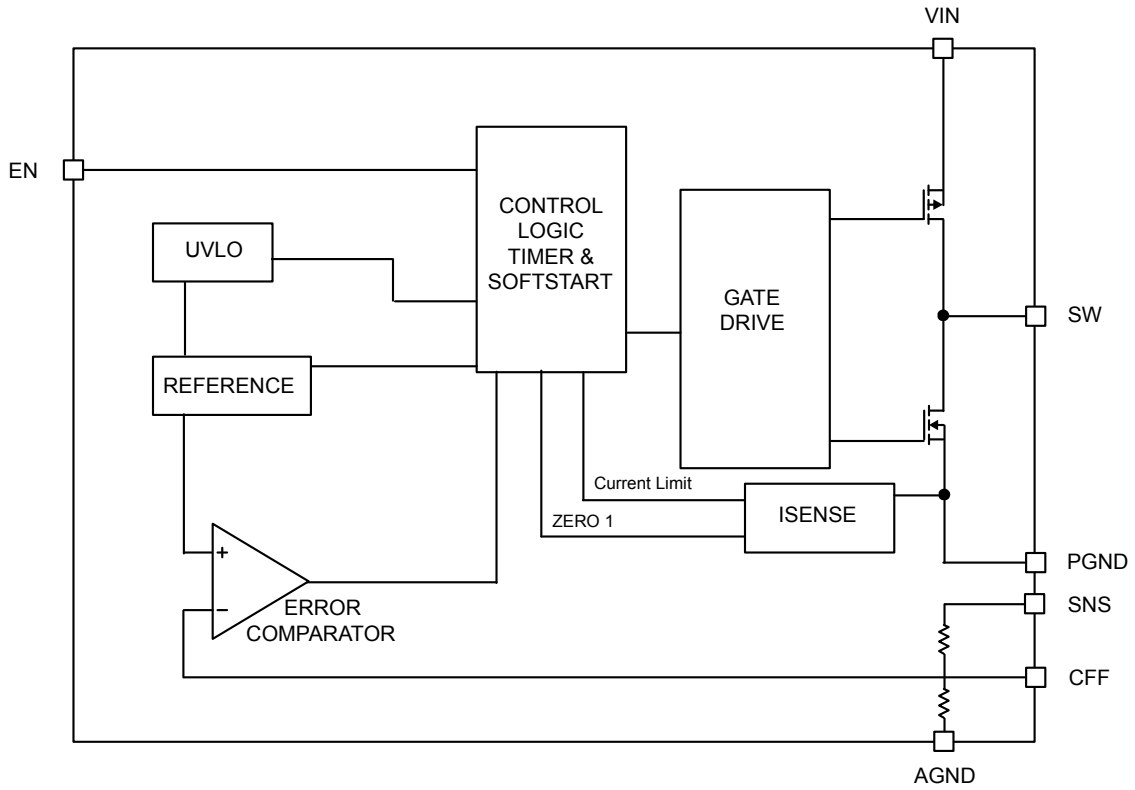 VIN
EN
CONTROL
LOGIC
TIMER &
SOFTSTART
UVLO
GATE
DRIVE
SW
REFERENCE
Current Limit
ISENSE
ZERO 1
+
−
ERROR
COMPARATOR
PGND
SNS
CFF
AGND